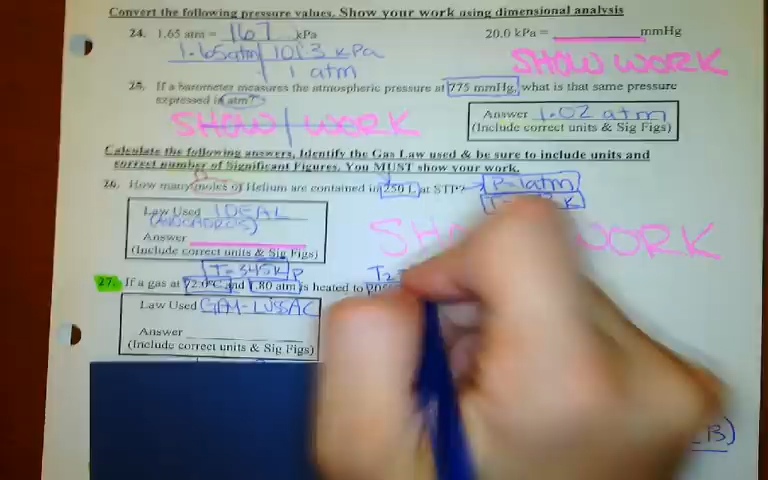 Convert the following pressure values. Show your work using dimensional analysis
24. 1.65 atm = 167 kPa 20.0 kPa = mmHg
1.65atm 101.3 kPa
1 atm
SHOW WORK
25. If a barometer measures the atmospheric pressure at 775 mmHg, what is that same pressure
expressed in atm?
SHOW WORK
Answer 1.02 atm
(Include correct units & Sig Figs)
Calculate the following answers, Identify the Gas Law used & be sure to include units and
correct number of Significant Figures. You MUST show your work.
26. How many moles of Helium are contained in 250 L at STP? P=1atm
K
Law Used IDEAL
(AVOGADROS)
Answer
(Include correct units & Sig Figs)
WORK
T=345K P T2
27. If a gas at 72.0°C and 1.80 atm is heated to
Law Used GAY-LUSSAC
Answer
(Include correct units & Sig Figs)
B)